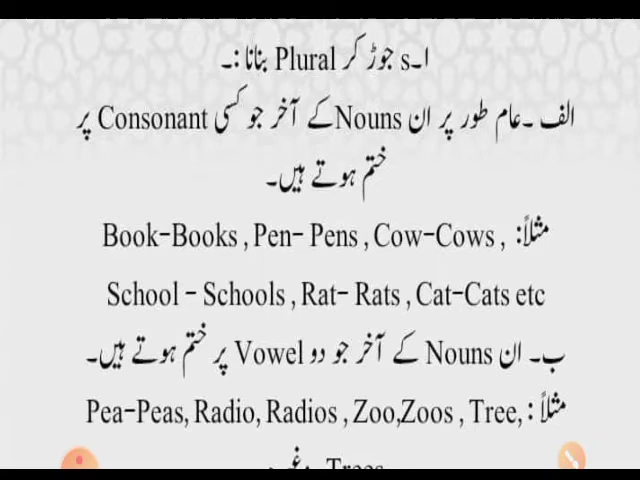 ا۔s جوڑ کر Plural بنانا :۔
الف ۔عام طور پر ان Nounsکے آخر جو کسی Consonant پر
ختم ہوتے ہیں۔
مثلاً: Book-Books , Pen- Pens , Cow-Cows ,
School - Schools , Rat- Rats , Cat-Cats etc
ب۔ ان Nouns کے آخر جو دو Vowel پر ختم ہوتے ہیں۔
مثلاً : Pea-Peas, Radio, Radios , Zoo,Zoos , Tree,
Trees